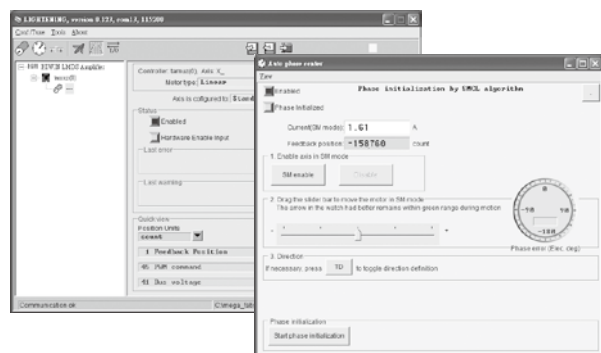 LIGHTENING, version 0.123, com13, 115200
Conf/Tune Tools About
HIWIN LMDC Amplifier
Controller: tarmac(0). Axis X_
Motor type: Linear
Axis is configured to:
Status
Enabled
Hardware Enable Input
Last error
Last warning
Quick view
Position Units
count
1 Feedback Position
45 PWM command
41 Bus voltage
Communication ok.
Auto phase center
View
Enabled
Phase initialization by SMCL algorithm
Phase Initialized
Current(SM mode): 1.61 A
Feedback position: -158760 count
1. Enable axis in SM mode
SM enable
Disable
2. Drag the slider bar to move the motor in SM mode
The arrow in the watch had better remains within green range during motion
- +
0
-90 90
-180
Phase error (Elec. deg)
3. Direction
If necessary, press TD to toggle direction definition
Phase initialization
Start phase initialization